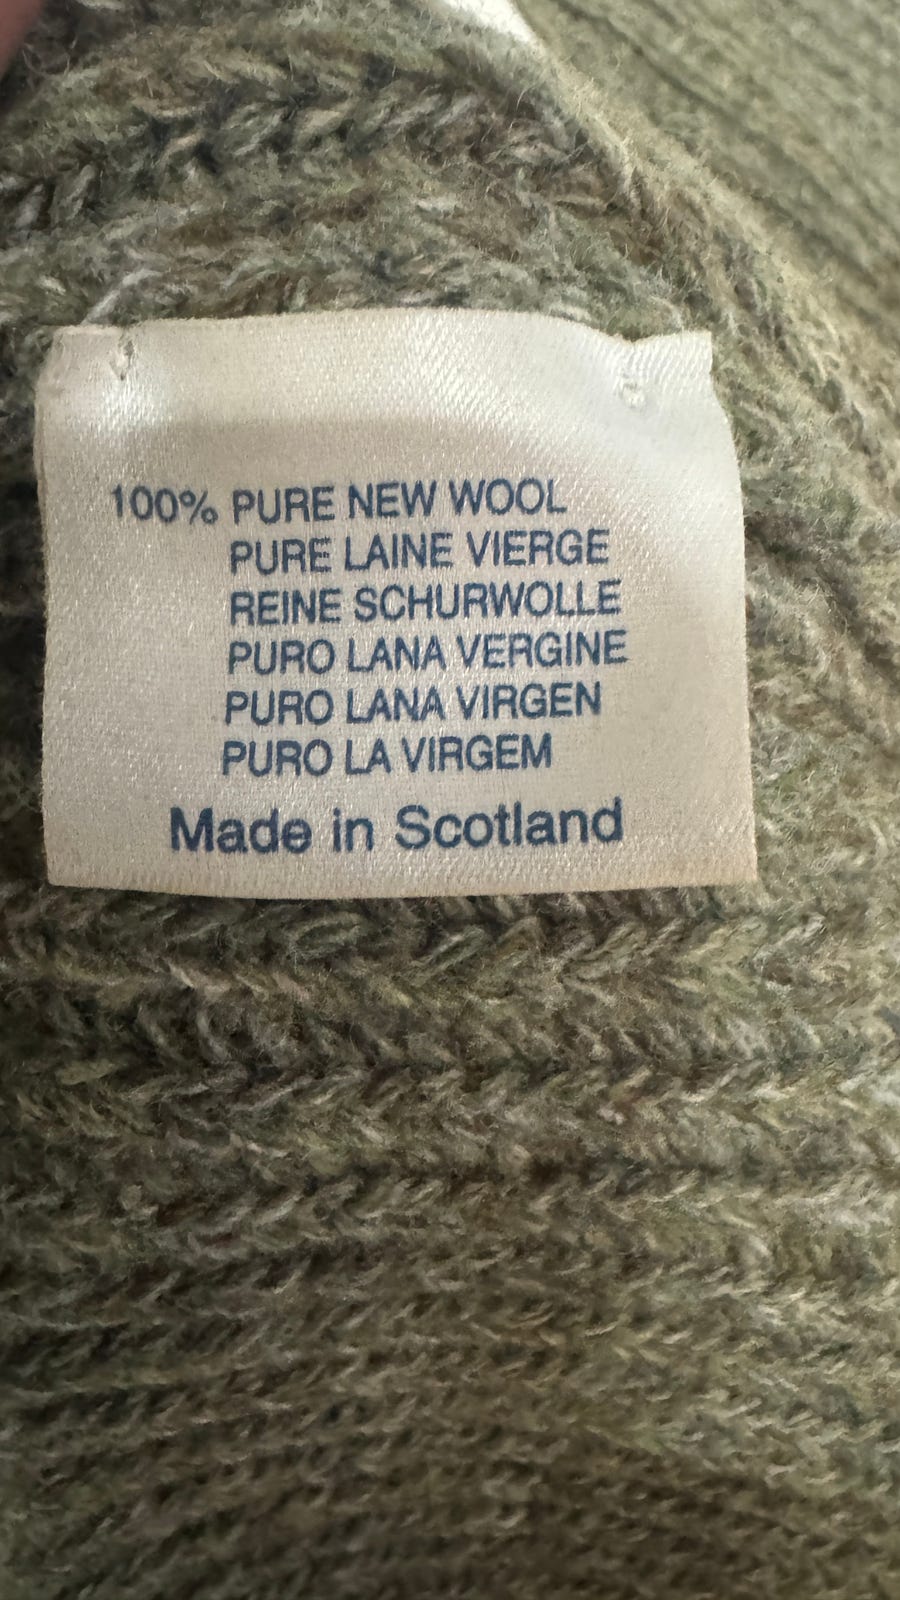 100% PURE NEW WOOL
PURE LAINE VIERGE
REINE SCHURWOLLE
PURO LANA VERGINE
PURO LANA VIRGEN
PURO LA VIRGEM
Made in Scotland